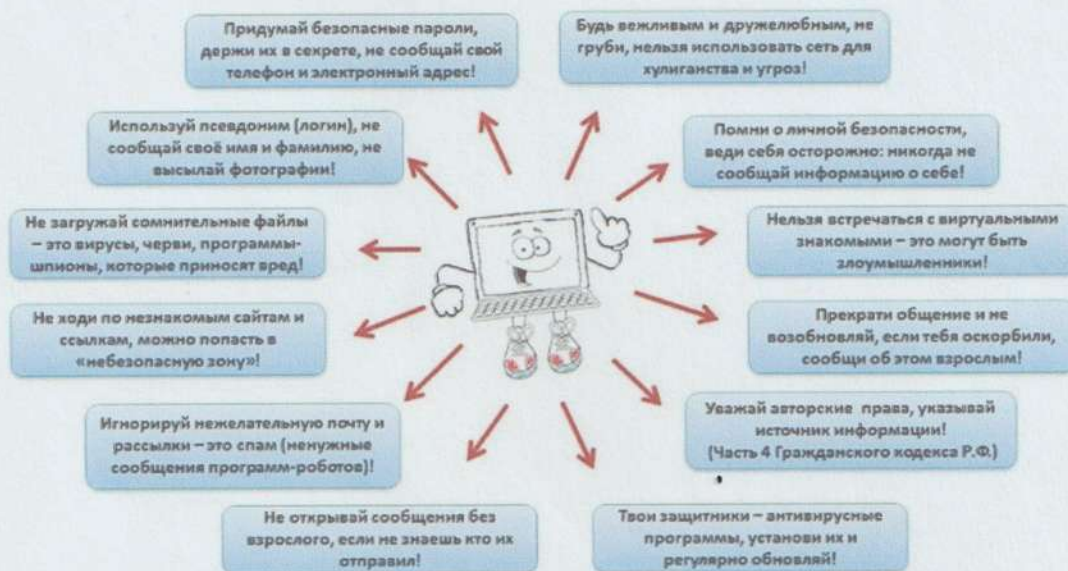 Придумай безопасные пароли,
держи их в секрете, не сообщай свой
телефон и электронный адрес!
Будь вежливым и дружелюбным, не
груби, нельзя использовать сеть для
хулиганства и угроз!
Используй псевдоним (логин), не
сообщай своё имя и фамилию, не
высылай фотографии!
Помни о личной безопасности,
веди себя осторожно: никогда не
сообщай информацию о себе!
Не загружай сомнительные файлы
– это вирусы, черви, программы-
шпионы, которые приносят вред!
Нельзя встречаться с виртуальными
знакомыми – это могут быть
злоумышленники!
Не ходи по незнакомым сайтам и
ссылкам, можно попасть в
«небезопасную зону»!
Прекрати общение и не
возобновляй, если тебя оскорбили,
сообщи об этом взрослым!
Игнорируй нежелательную почту и
рассылки – это спам (ненужные
сообщения программ-роботов)!
Уважай авторские права, указывай
источник информации!
(Часть 4 Гражданского кодекса Р.Ф.)
Не открывай сообщения без
взрослого, если не знаешь кто их
отправил!
Твои защитники – антивирусные
программы, установи их и
регулярно обновляй!